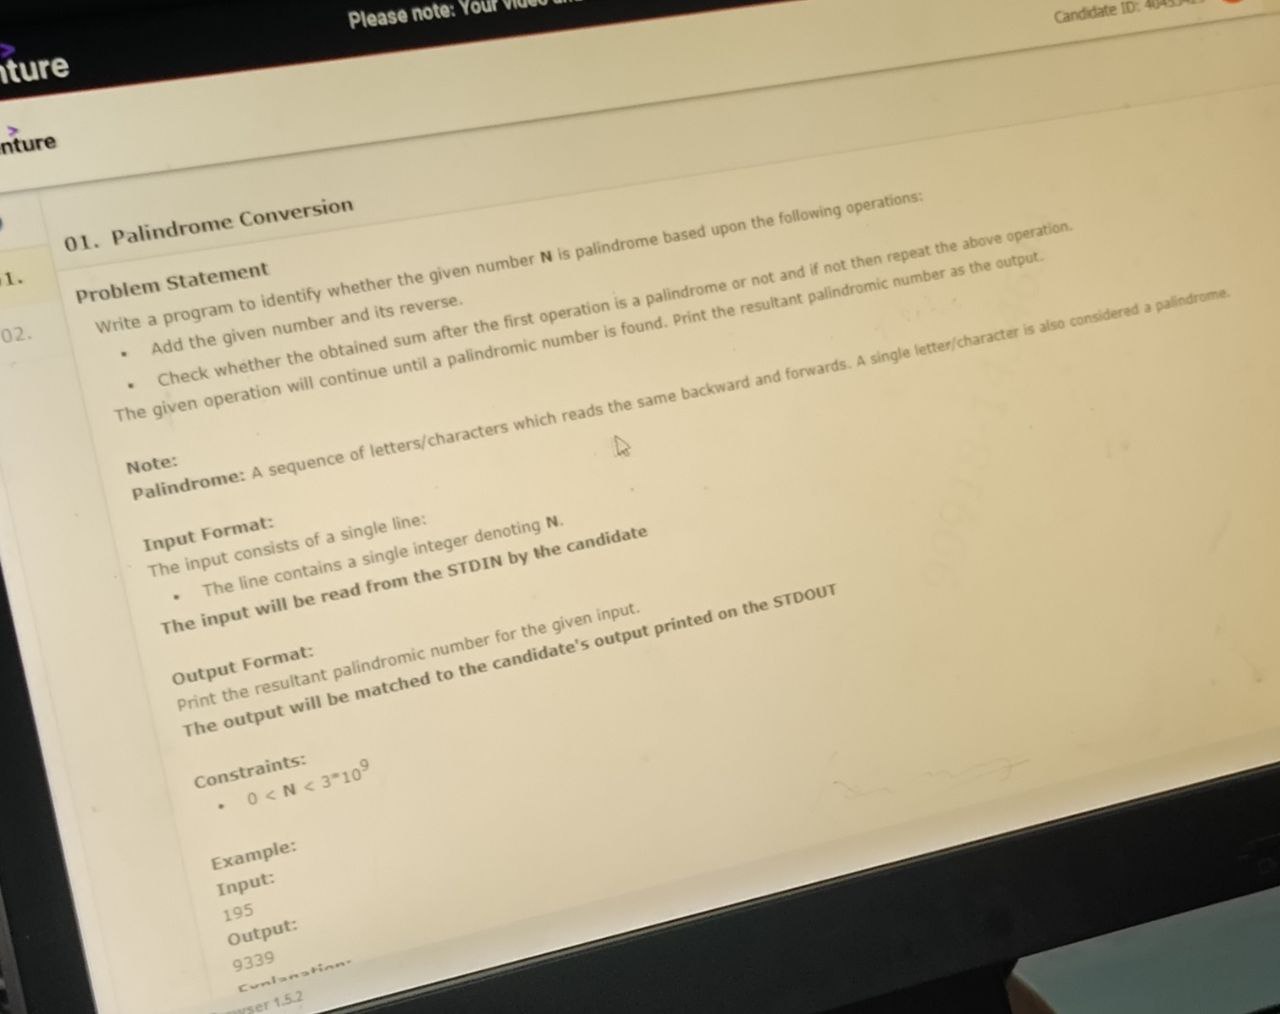 Please note: Your video
Candidate ID:
nture
nture
01. Palindrome Conversion
1.
02.
Problem Statement
Write a program to identify whether the given number N is palindrome based upon the following operations:
• Add the given number and its reverse.
• Check whether the obtained sum after the first operation is a palindrome or not and if not then repeat the above operation.
The given operation will continue until a palindromic number is found. Print the resultant palindromic number as the output.
Note:
Palindrome: A sequence of letters/characters which reads the same backward and forwards. A single letter/character is also considered a palindrome.
Input Format:
The input consists of a single line:
• The line contains a single integer denoting N.
The input will be read from the STDIN by the candidate
Output Format:
Print the resultant palindromic number for the given input.
The output will be matched to the candidate's output printed on the STDOUT
Constraints:
• 0 < N < 3*10^9
Example:
Input:
195
Output:
9339
Explanation:
wser 1.5.2